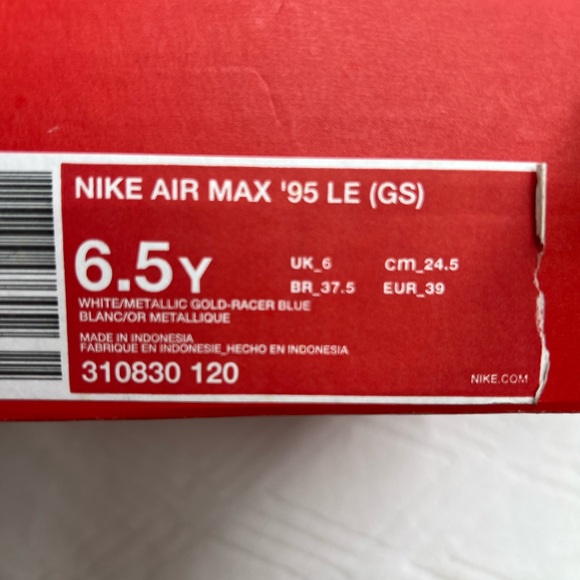 NIKE AIR MAX '95 LE (GS)
6.5Y
UK_6 cm_24.5
BR_37.5 EUR_39
WHITE/METALLIC GOLD-RACER BLUE
BLANC/OR METALLIQUE
MADE IN INDONESIA
FABRIQUE EN INDONESIE_HECHO EN INDONESIA
310830 120
NIKE.COM